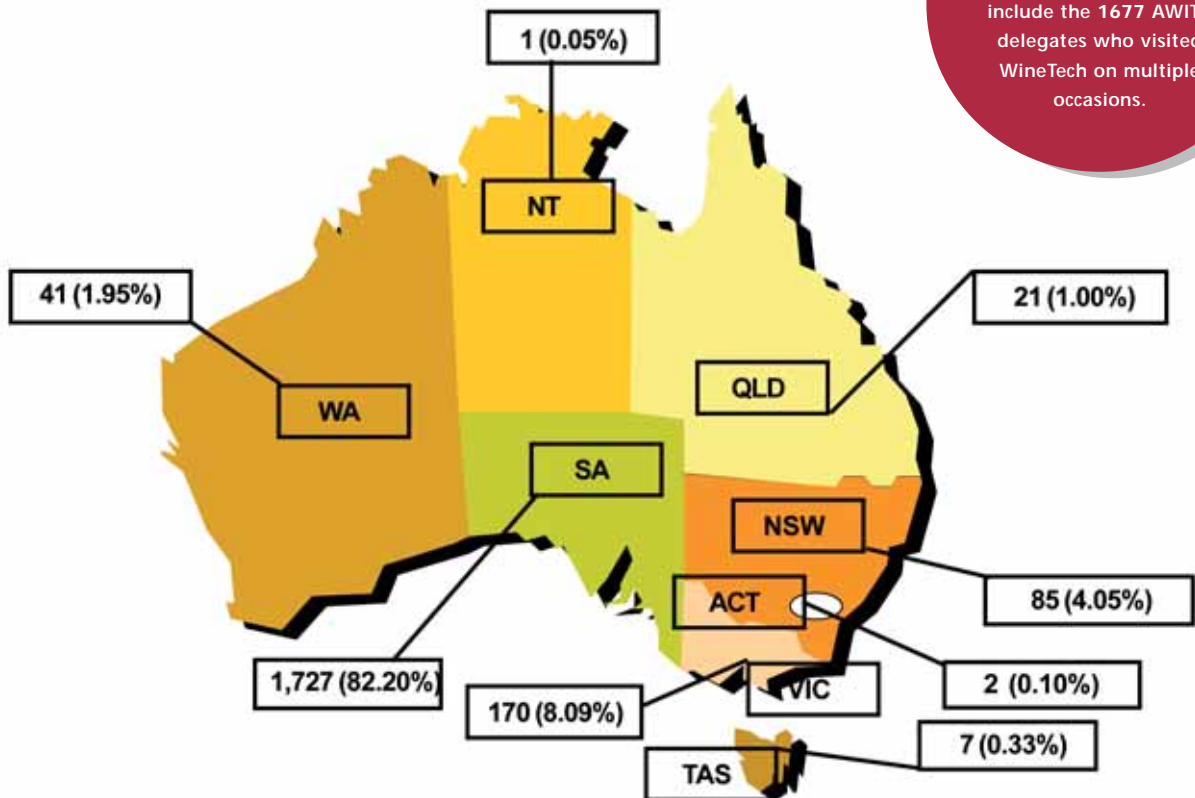 include the 1677 AWIT
delegates who visited
WineTech on multiple
occasions.
1 (0.05%)
NT
41 (1.95%)
21 (1.00%)
QLD
WA
SA
NSW
ACT
85 (4.05%)
1,727 (82.20%)
2 (0.10%)
VIC
170 (8.09%)
7 (0.33%)
TAS